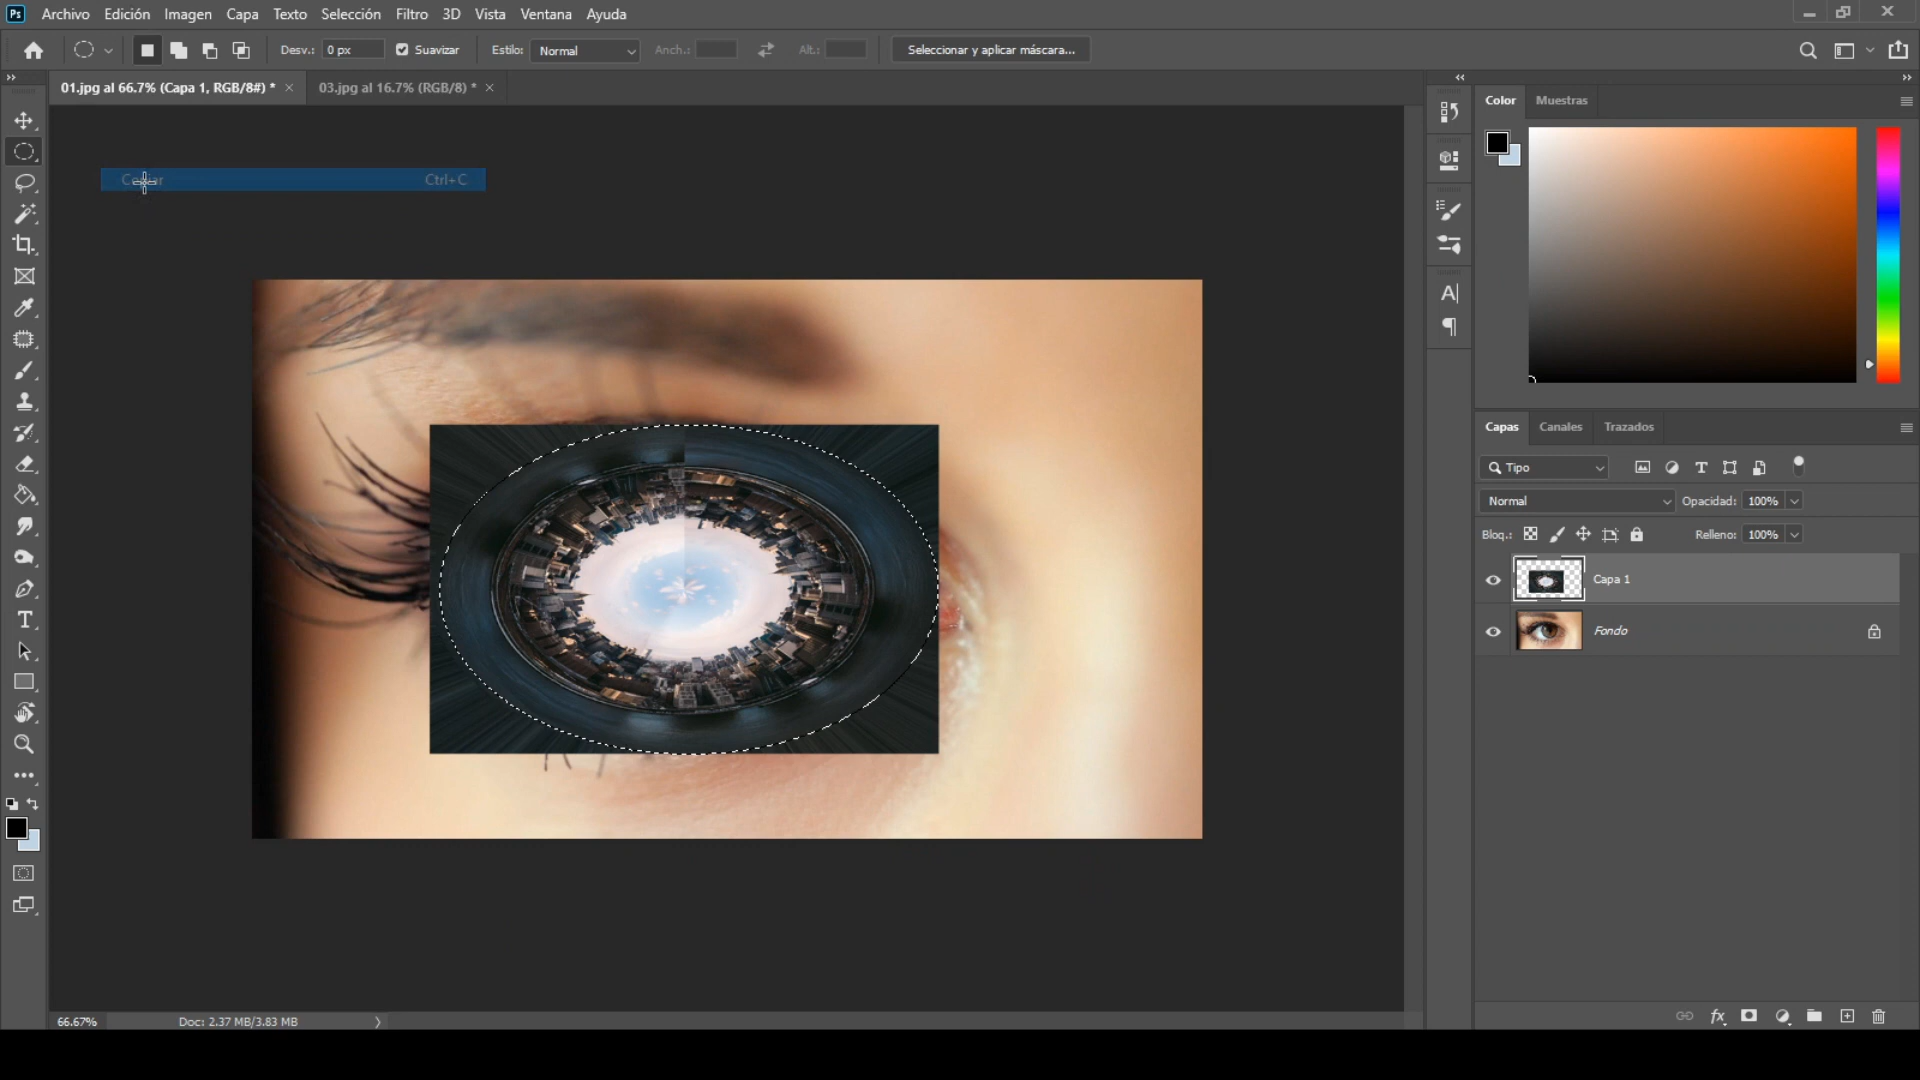 Ps Archivo Edición Imagen Capa Texto Selección Filtro 3D Vista Ventana Ayuda
Desv.: 0 px Suavizar Estilo: Normal Anch.: Alt.: Seleccionar y aplicar máscara...
01.jpg al 66.7% (Capa 1, RGB/8#) * 03.jpg al 16.7% (RGB/8) *
Color Muestras
Ctrl+C
Capas Canales Trazados
Tipo
Normal Opacidad: 100%
Bloq.: Relleno: 100%
Capa 1
Fondo
66.67% Doc: 2.37 MB/3.83 MB